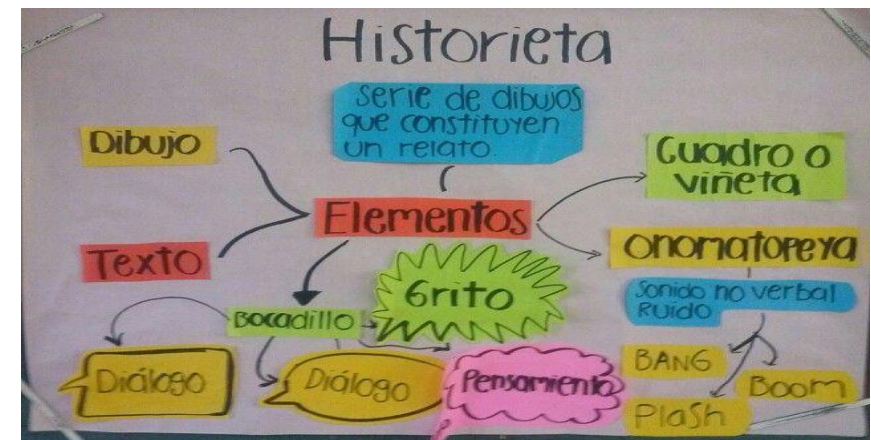 Historieta
serie de dibujos
que constituyen
un relato.
Dibujo
Texto
Elementos
Cuadro o
viñeta
Onomatopeya
Sonido no verbal
Ruido
BANG
Boom
Plash
Bocadillo
Grito
Diálogo
Diálogo
Pensamiento